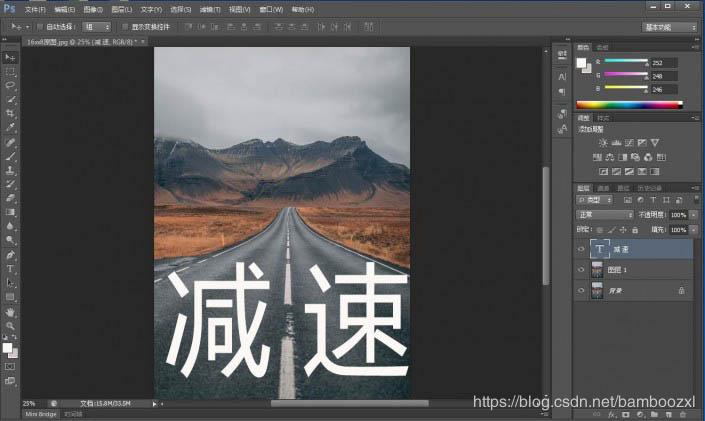 Ps 文件(F) 编辑(E) 图像(I) 图层(L) 文字(Y) 选择(S) 滤镜(T) 视图(V) 窗口(W) 帮助(H)
自动选择: 组 显示变换控件 基本功能
16xx8原图.jpg @ 25% (减 速, RGB/8) *
颜色 色板
R 252
G 248
B 246
调整 样式
添加调整
图层 通道 路径 历史记录
类型
正常 不透明度: 100%
锁定: 填充: 100%
减 速
图层 1
背景
减 速
25% 文档:15.8M/33.5M
Mini Bridge 时间轴
https://blog.csdn.net/bamboozxl